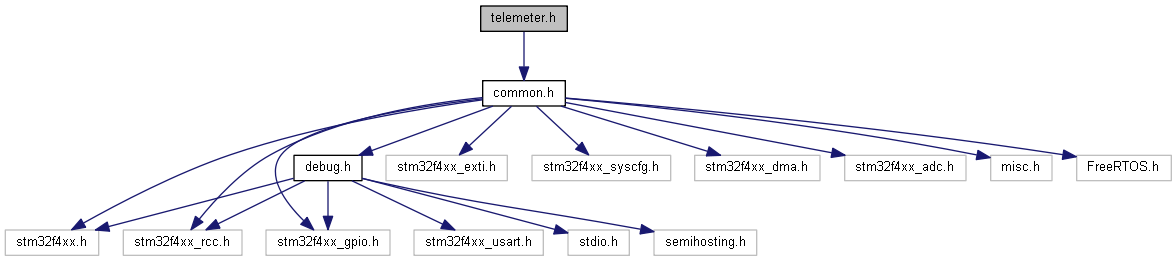 telemeter.h
common.h
debug.h
stm32f4xx_exti.h
stm32f4xx_syscfg.h
stm32f4xx_dma.h
stm32f4xx_adc.h
misc.h
FreeRTOS.h
stm32f4xx.h
stm32f4xx_rcc.h
stm32f4xx_gpio.h
stm32f4xx_usart.h
stdio.h
semihosting.h